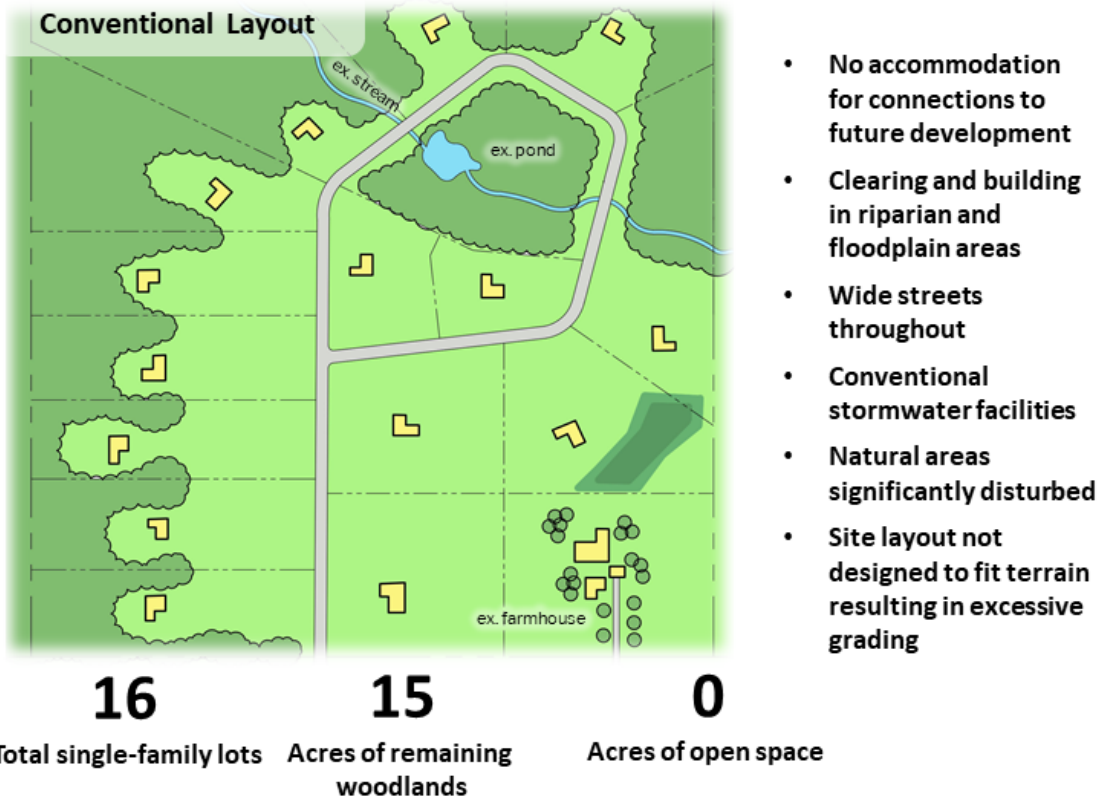 Conventional Layout
ex. stream
ex. pond
ex. farmhouse
• No accommodation
for connections to
future development
• Clearing and building
in riparian and
floodplain areas
• Wide streets
throughout
• Conventional
stormwater facilities
• Natural areas
significantly disturbed
• Site layout not
designed to fit terrain
resulting in excessive
grading
16
Total single-family lots
15
Acres of remaining
woodlands
0
Acres of open space